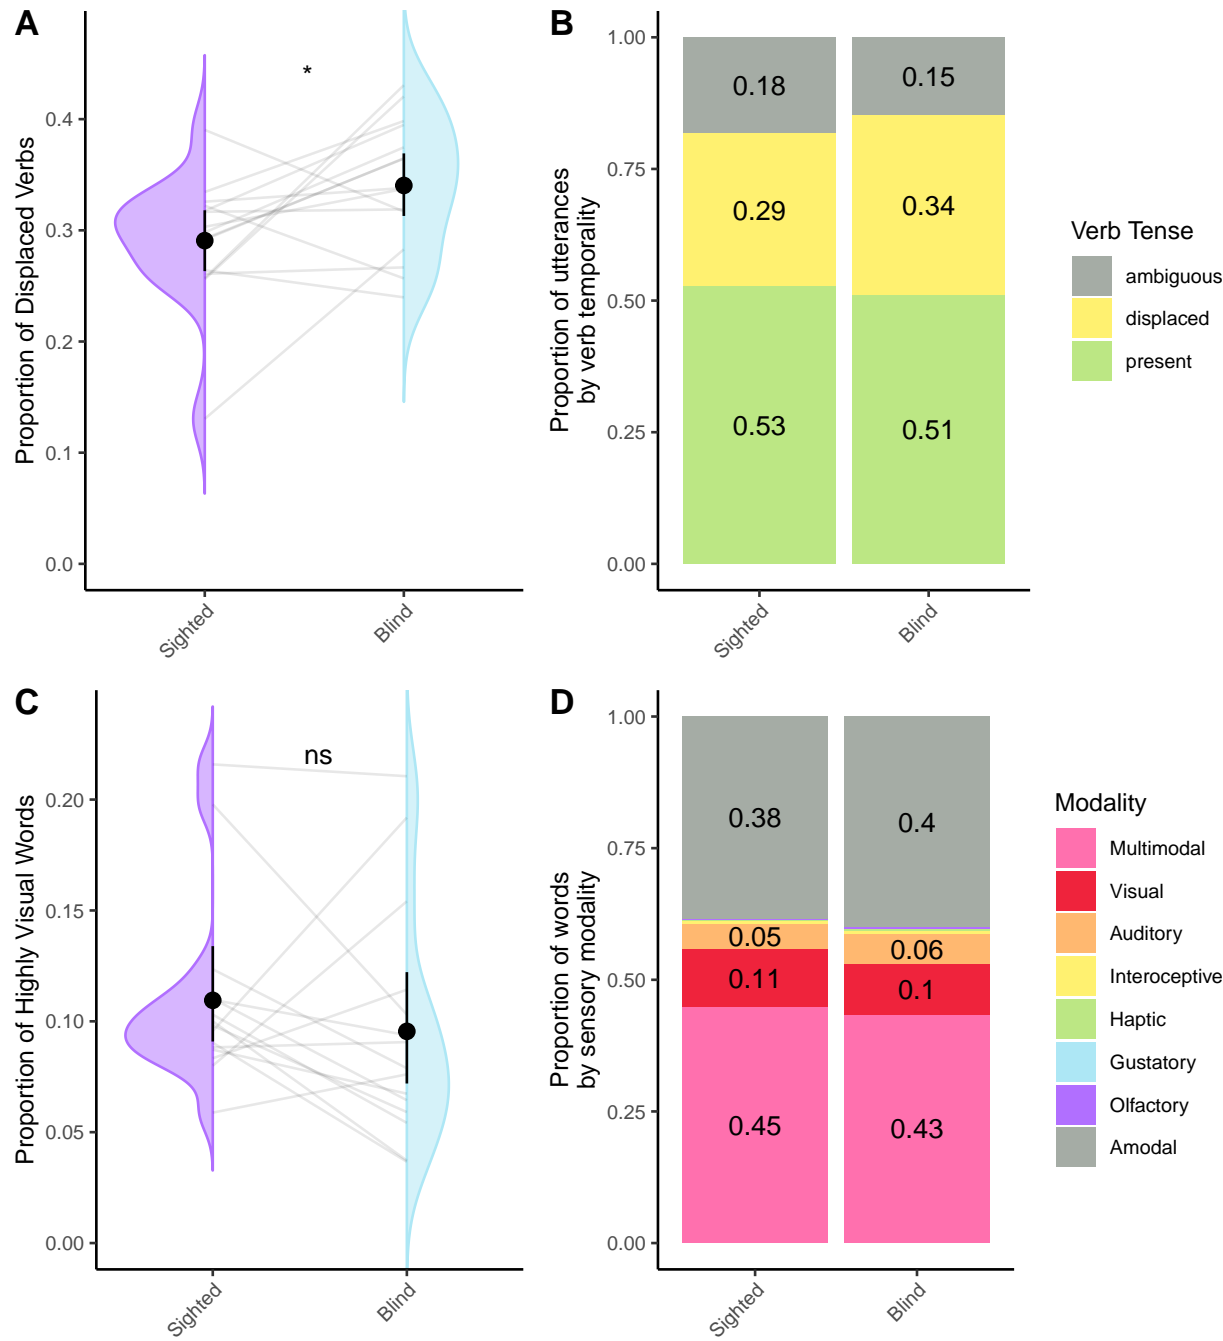 A
*
Proportion of Displaced Verbs
0.4
0.3
0.2
0.1
0.0
Sighted
Blind
B
Proportion of utterances
by verb temporality
1.00
0.75
0.50
0.25
0.00
0.18
0.15
0.29
0.34
0.53
0.51
Sighted
Blind
Verb Tense
ambiguous
displaced
present
C
ns
Proportion of Highly Visual Words
0.20
0.15
0.10
0.05
0.00
Sighted
Blind
D
Proportion of words
by sensory modality
1.00
0.75
0.50
0.25
0.00
0.38
0.4
0.05
0.06
0.11
0.1
0.45
0.43
Sighted
Blind
Modality
Multimodal
Visual
Auditory
Interoceptive
Haptic
Gustatory
Olfactory
Amodal